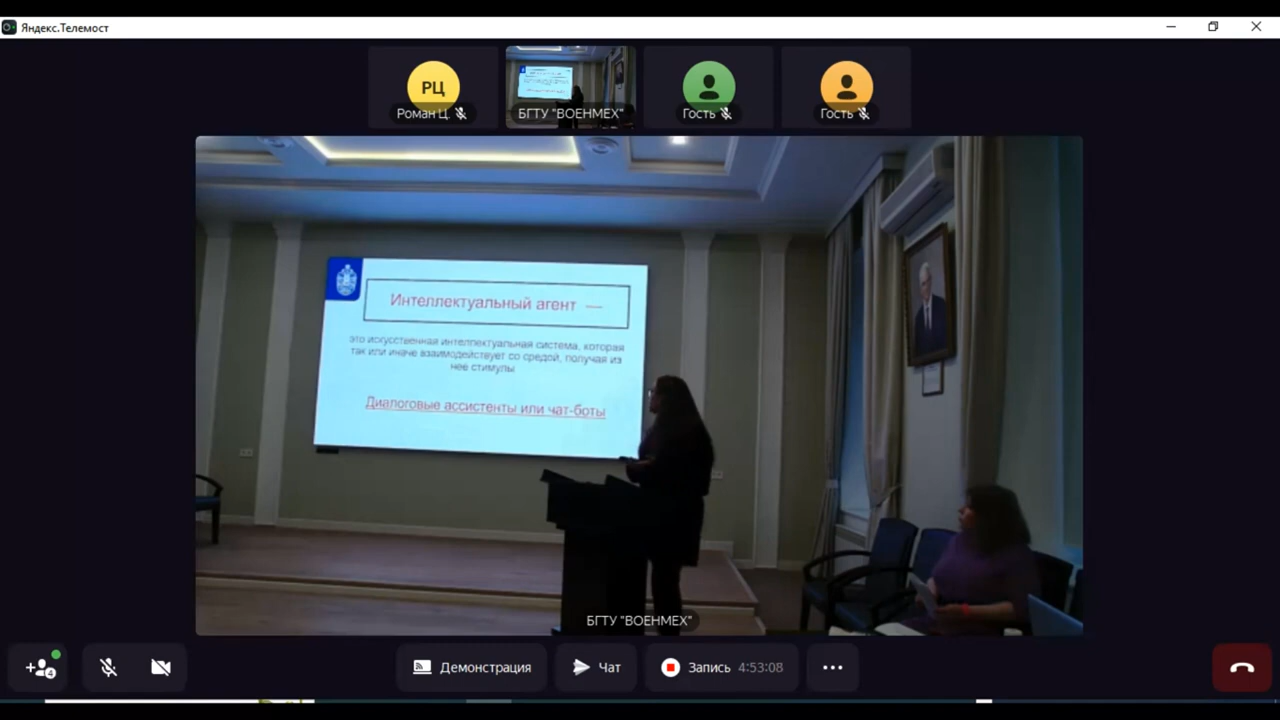 Яндекс.Телемост
РЦ
Роман Ц.
БГТУ "ВОЕНМЕХ"
Гость
Гость
Интеллектуальный агент —
это искусственная интеллектуальная система, которая
так или иначе взаимодействует со средой, получая из
нее стимулы
Диалоговые ассистенты или чат-боты
БГТУ "ВОЕНМЕХ"
4
Демонстрация
Чат
Запись 4:53:08